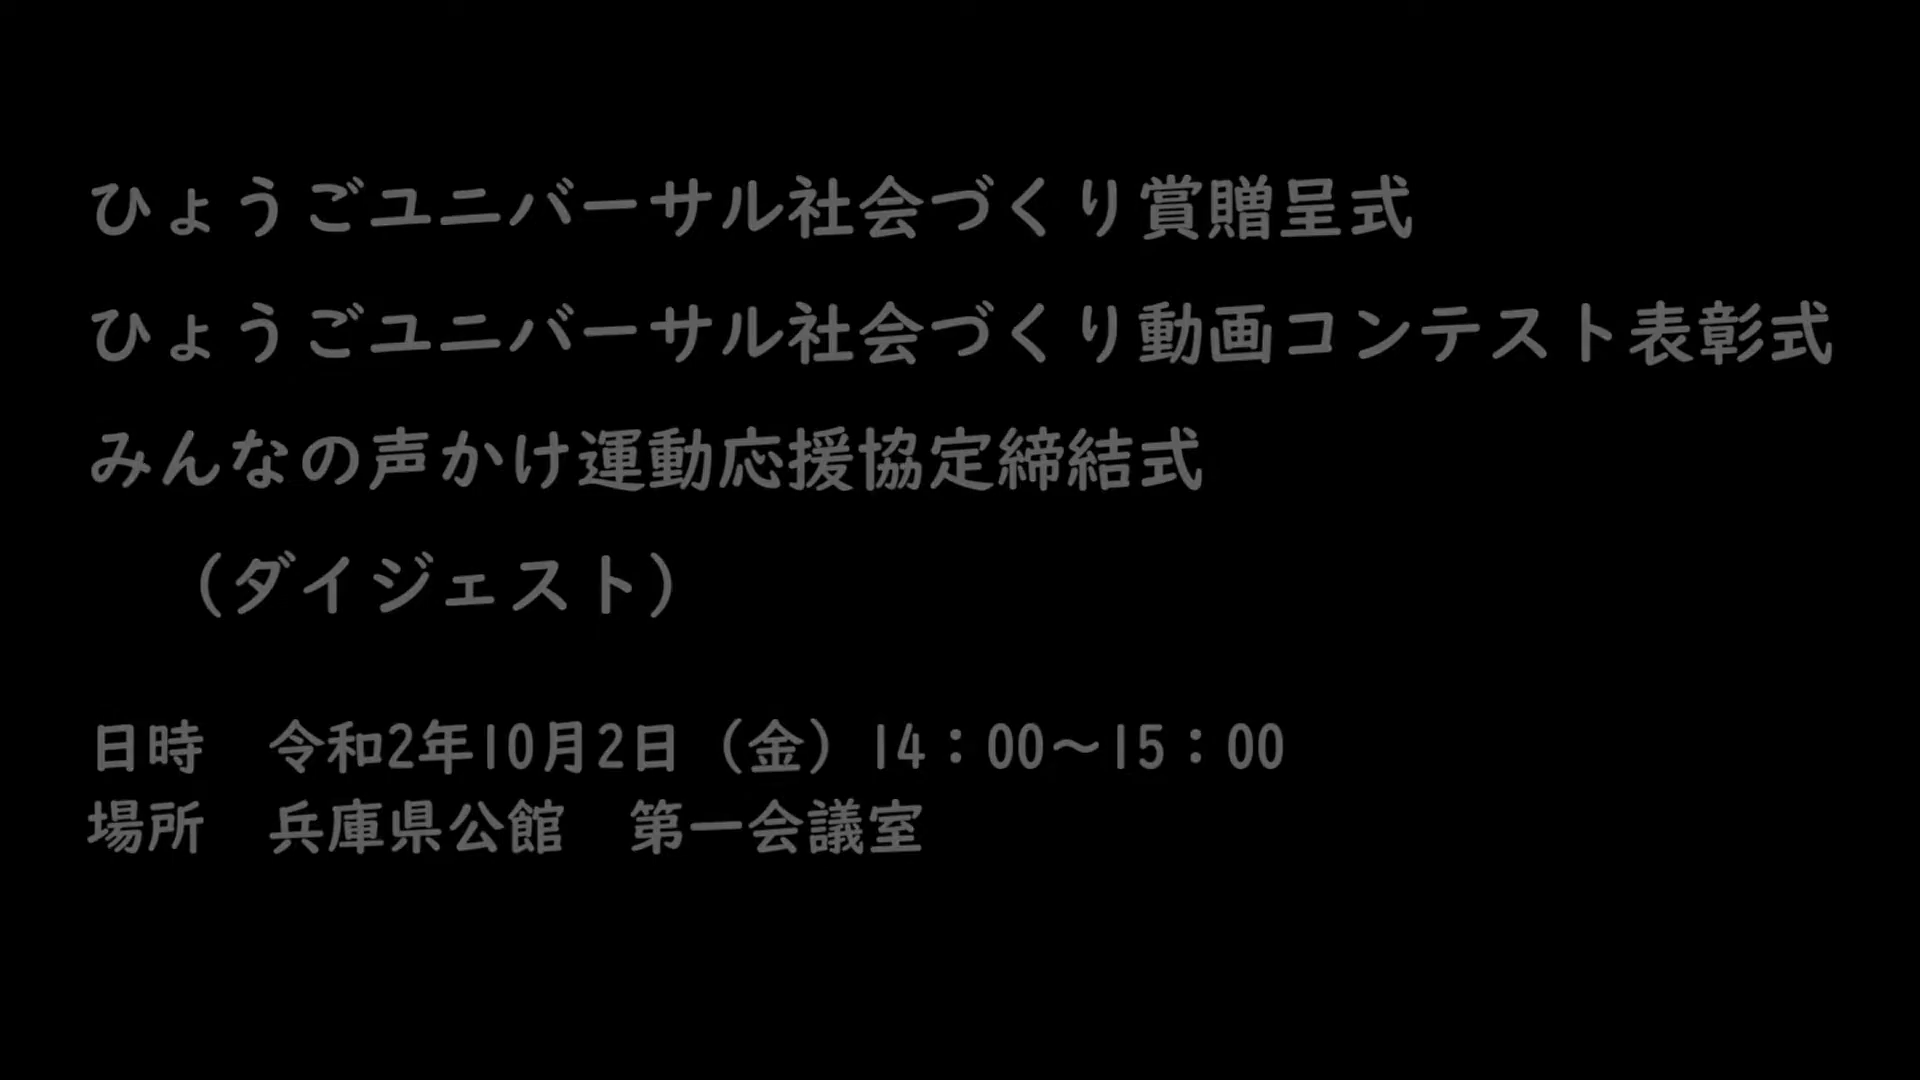 ひょうごユニバーサル社会づくり賞贈呈式
ひょうごユニバーサル社会づくり動画コンテスト表彰式
みんなの声かけ運動応援協定締結式
（ダイジェスト）
日時　令和2年10月2日（金）14：00～15：00
場所　兵庫県公館　第一会議室